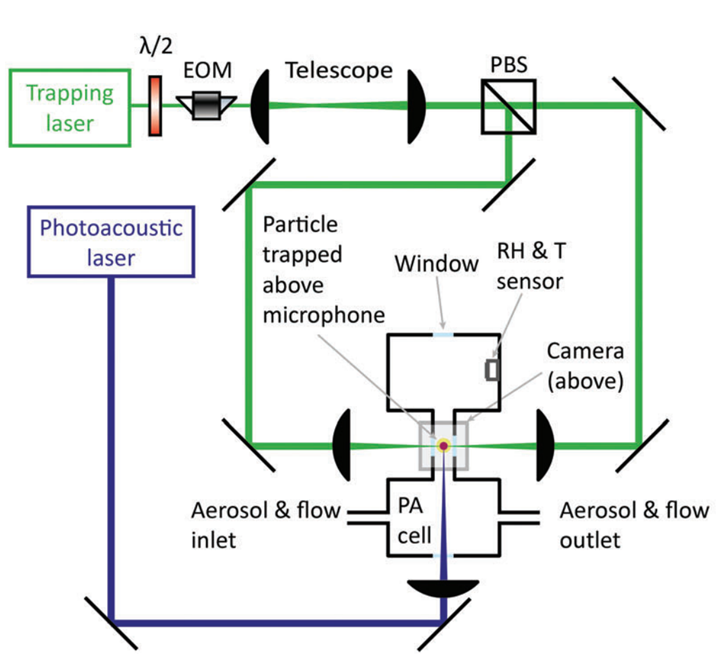 λ/2
EOM
Telescope
PBS
Trapping
laser
Photoacoustic
laser
Particle
trapped
above
microphone
Window
RH & T
sensor
Camera
(above)
Aerosol & flow
inlet
PA
cell
Aerosol & flow
outlet